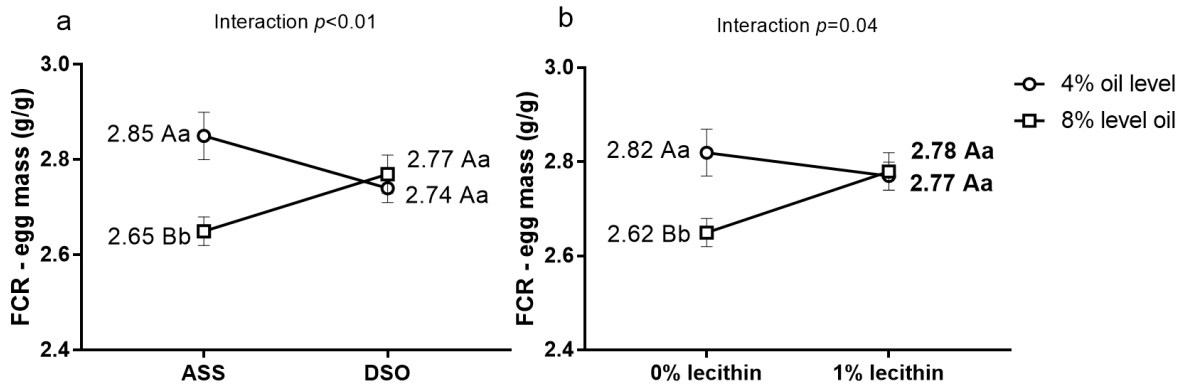 a
Interaction p<0.01
FCR - egg mass (g/g)
3.0
2.8
2.6
2.4
2.85 Aa
2.65 Bb
2.77 Aa
2.74 Aa
ASS
DSO
b
Interaction p=0.04
FCR - egg mass (g/g)
3.0
2.8
2.6
2.4
2.82 Aa
2.62 Bb
2.78 Aa
2.77 Aa
0% lecithin
1% lecithin
4% oil level
8% level oil